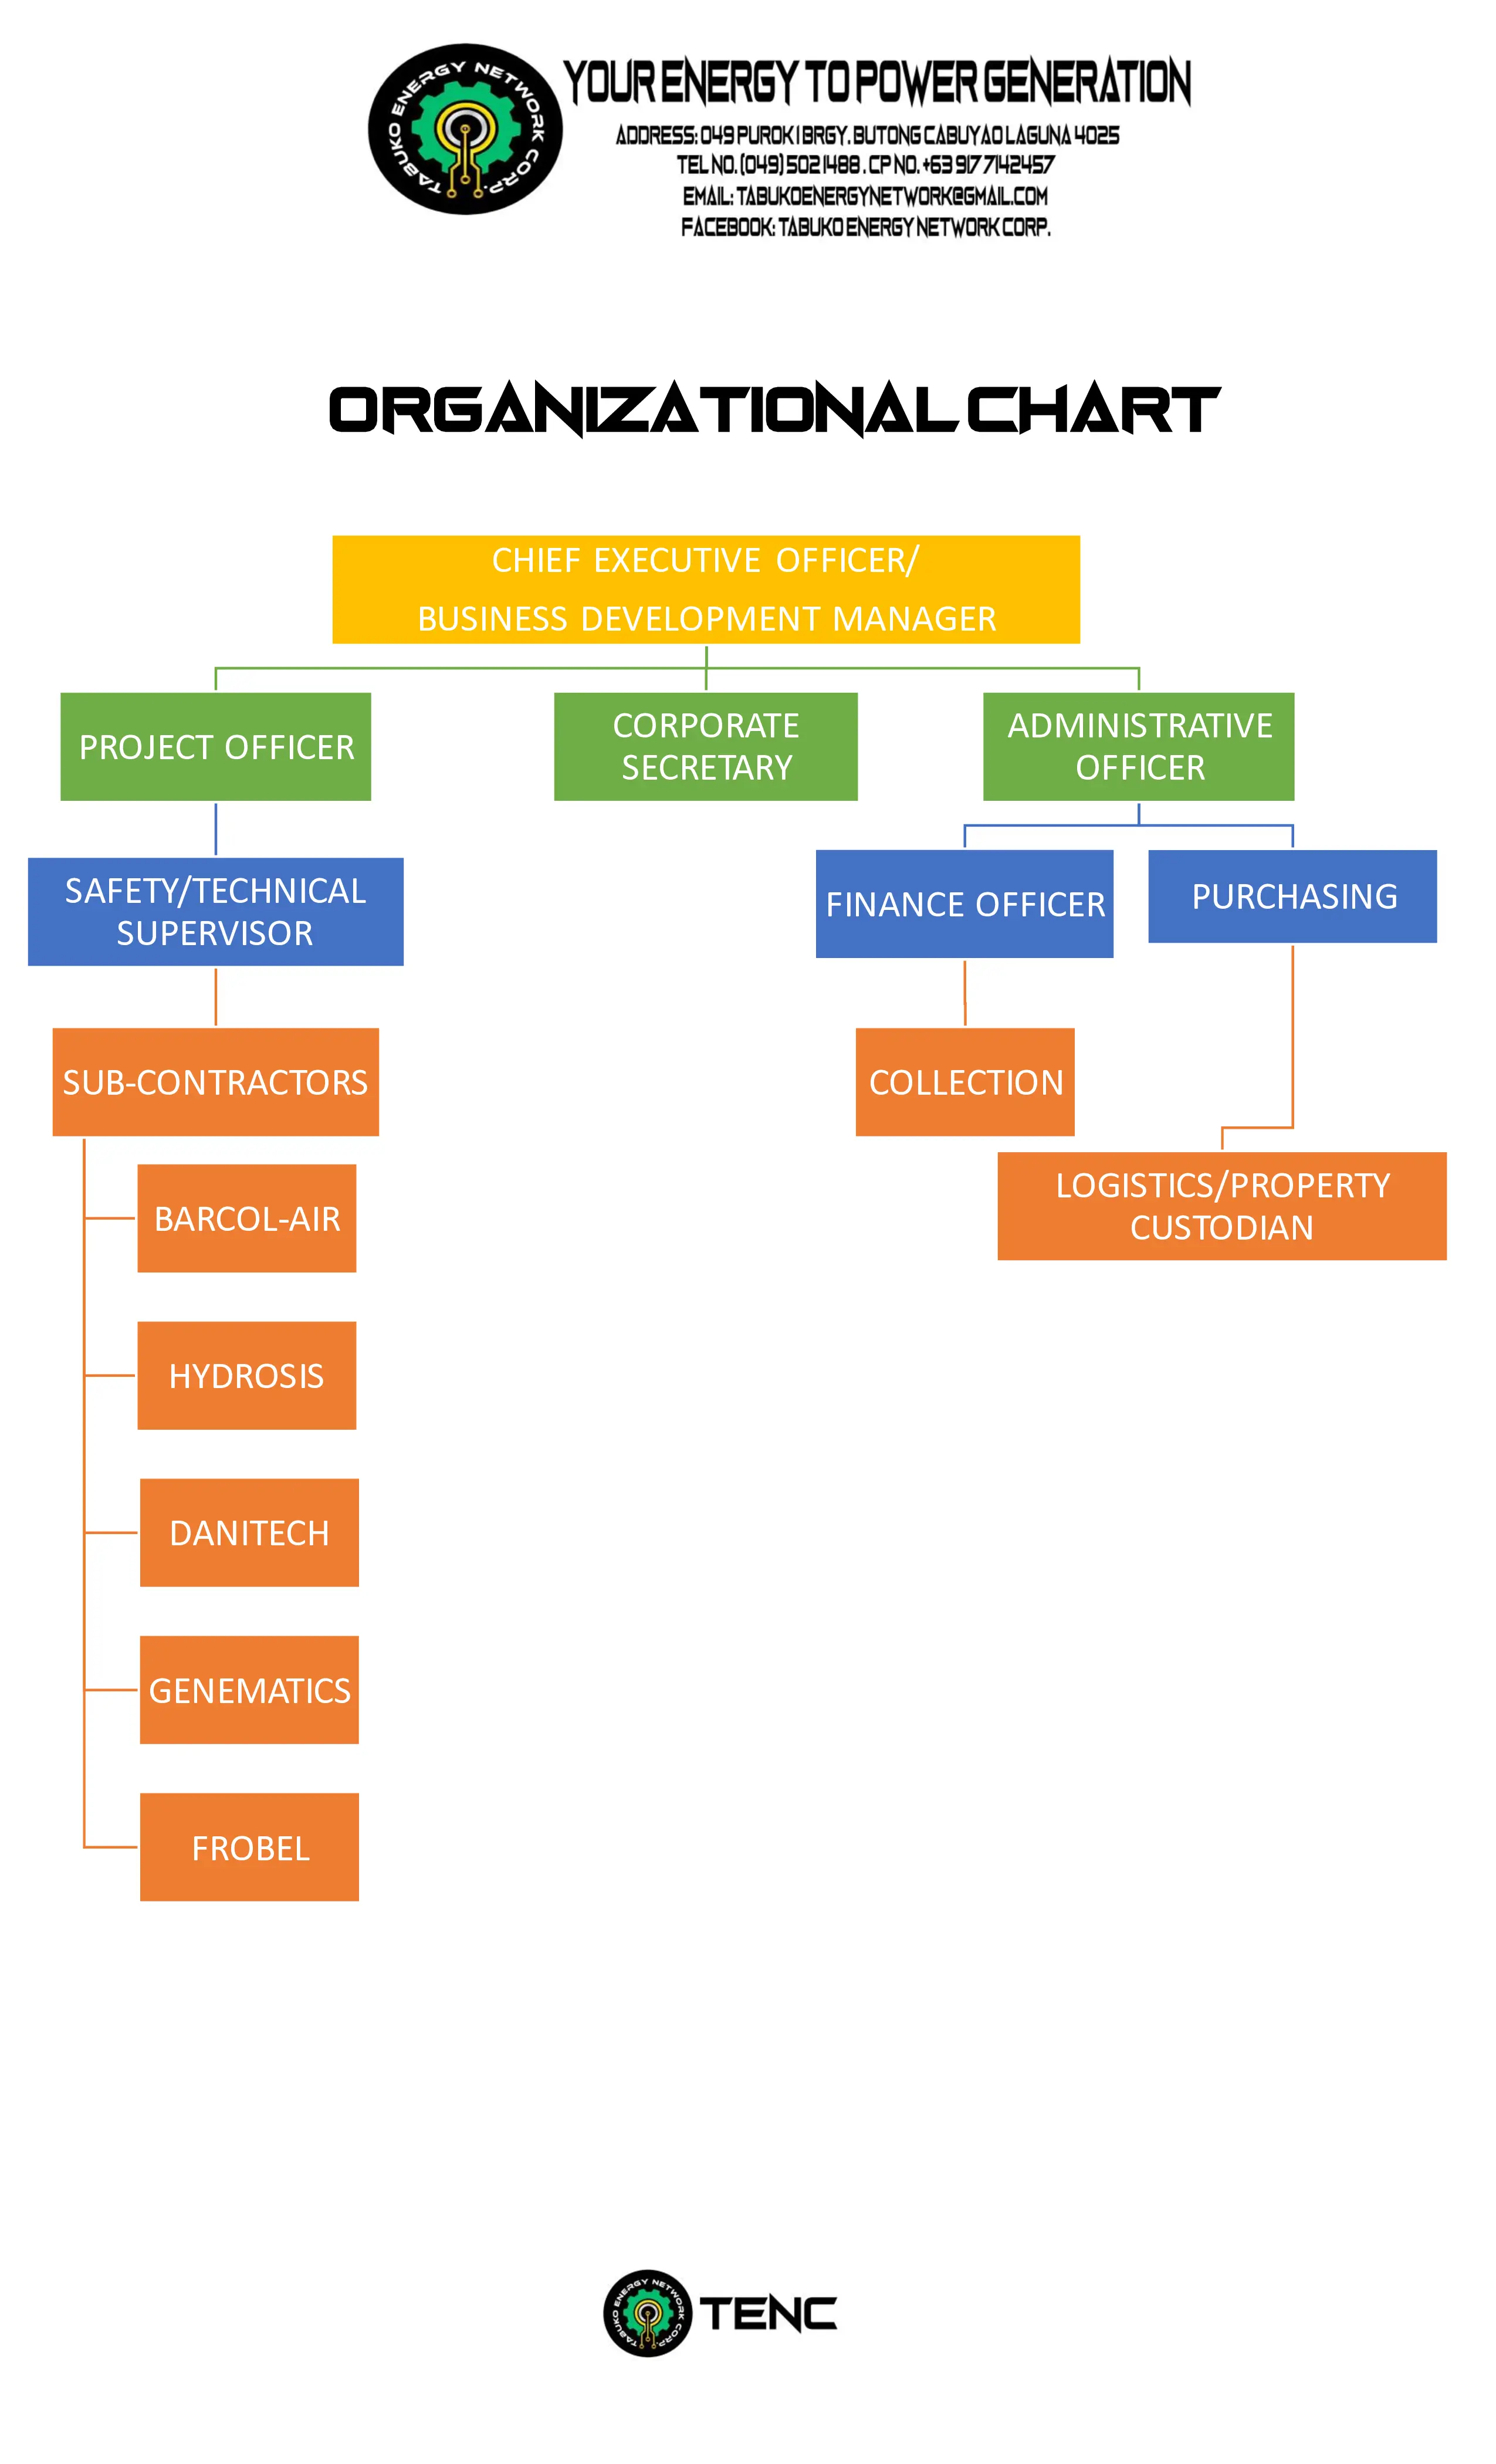 TABUKO ENERGY NETWORK CORP.
YOUR ENERGY TO POWER GENERATION
ADDRESS: 049 PUROK 1 BRGY. BUTONG CABUYAO LAGUNA 4025
TEL NO. (049) 502 1488 . CP NO. +63 917 7142457
EMAIL: TABUKOENERGYNETWORK@GMAIL.COM
FACEBOOK: TABUKO ENERGY NETWORK CORP.
ORGANIZATIONAL CHART
CHIEF EXECUTIVE OFFICER/
BUSINESS DEVELOPMENT MANAGER
PROJECT OFFICER
CORPORATE
SECRETARY
ADMINISTRATIVE
OFFICER
SAFETY/TECHNICAL
SUPERVISOR
FINANCE OFFICER
PURCHASING
SUB-CONTRACTORS
COLLECTION
BARCOL-AIR
LOGISTICS/PROPERTY
CUSTODIAN
HYDROSIS
DANITECH
GENEMATICS
FROBEL
TABUKO ENERGY NETWORK CORP.
TENC